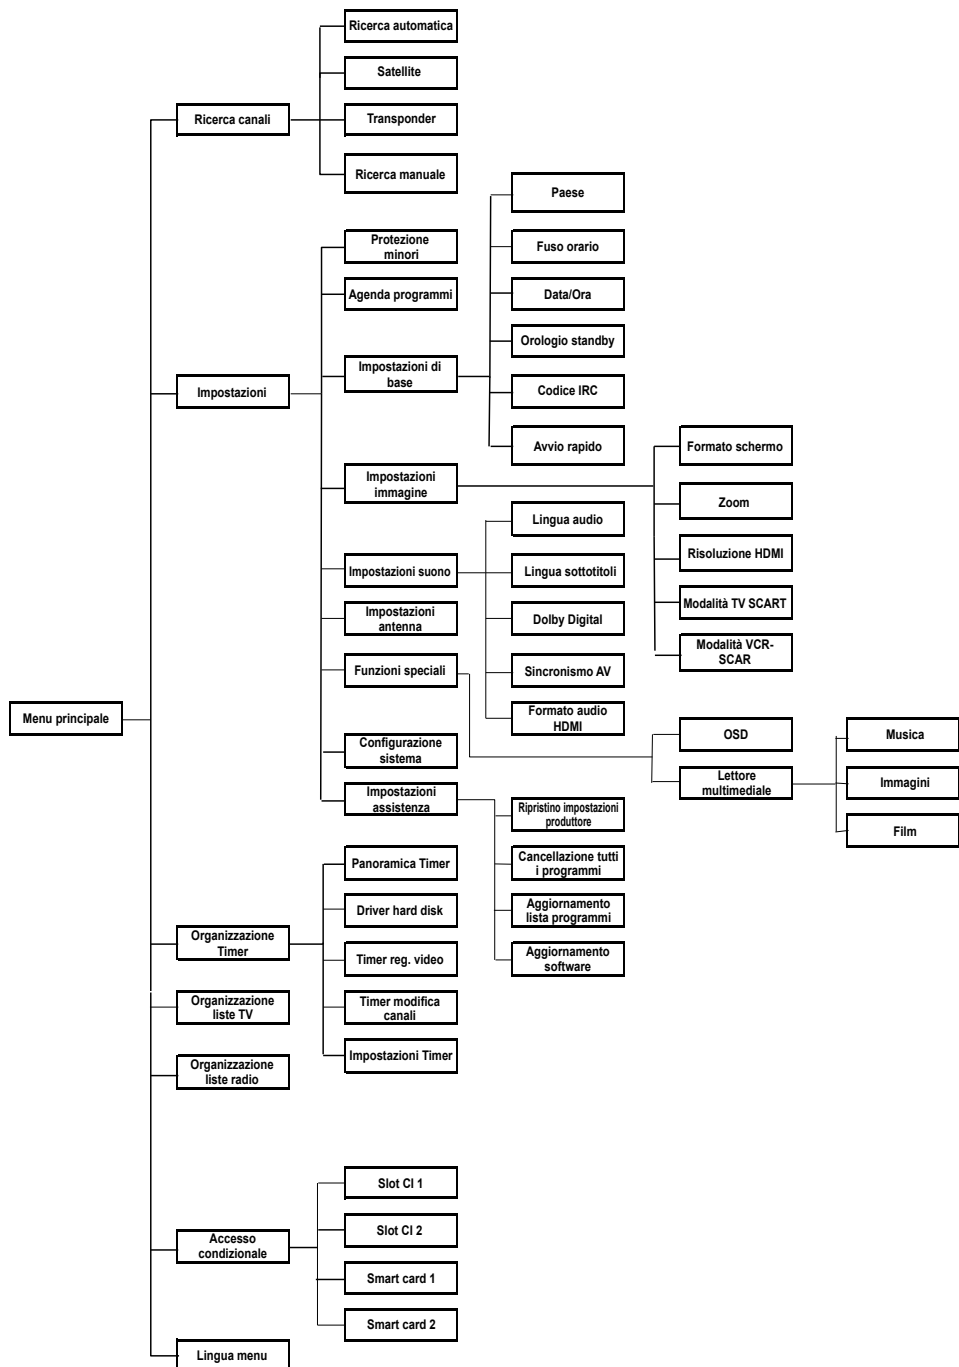 Ricerca automatica
Satellite
Ricerca canali
Transponder
Ricerca manuale
Paese
Protezione
minori
Fuso orario
Agenda programmi
Data/Ora
Orologio standby
Impostazioni
Impostazioni di
base
Codice IRC
Avvio rapido
Formato schermo
Impostazioni
immagine
Zoom
Lingua audio
Risoluzione HDMI
Impostazioni suono
Lingua sottotitoli
Modalità TV SCART
Impostazioni
antenna
Dolby Digital
Modalità VCR-
SCAR
Funzioni speciali
Sincronismo AV
Menu principale
Formato audio
HDMI
OSD
Musica
Configurazione
sistema
Lettore
multimediale
Immagini
Impostazioni
assistenza
Ripristino impostazioni
produttore
Film
Panoramica Timer
Cancellazione tutti
i programmi
Driver hard disk
Aggiornamento
lista programmi
Organizzazione
Timer
Timer reg. video
Aggiornamento
software
Organizzazione
liste TV
Timer modifica
canali
Impostazioni Timer
Organizzazione
liste radio
Slot CI 1
Slot CI 2
Accesso
condizionale
Smart card 1
Smart card 2
Lingua menu